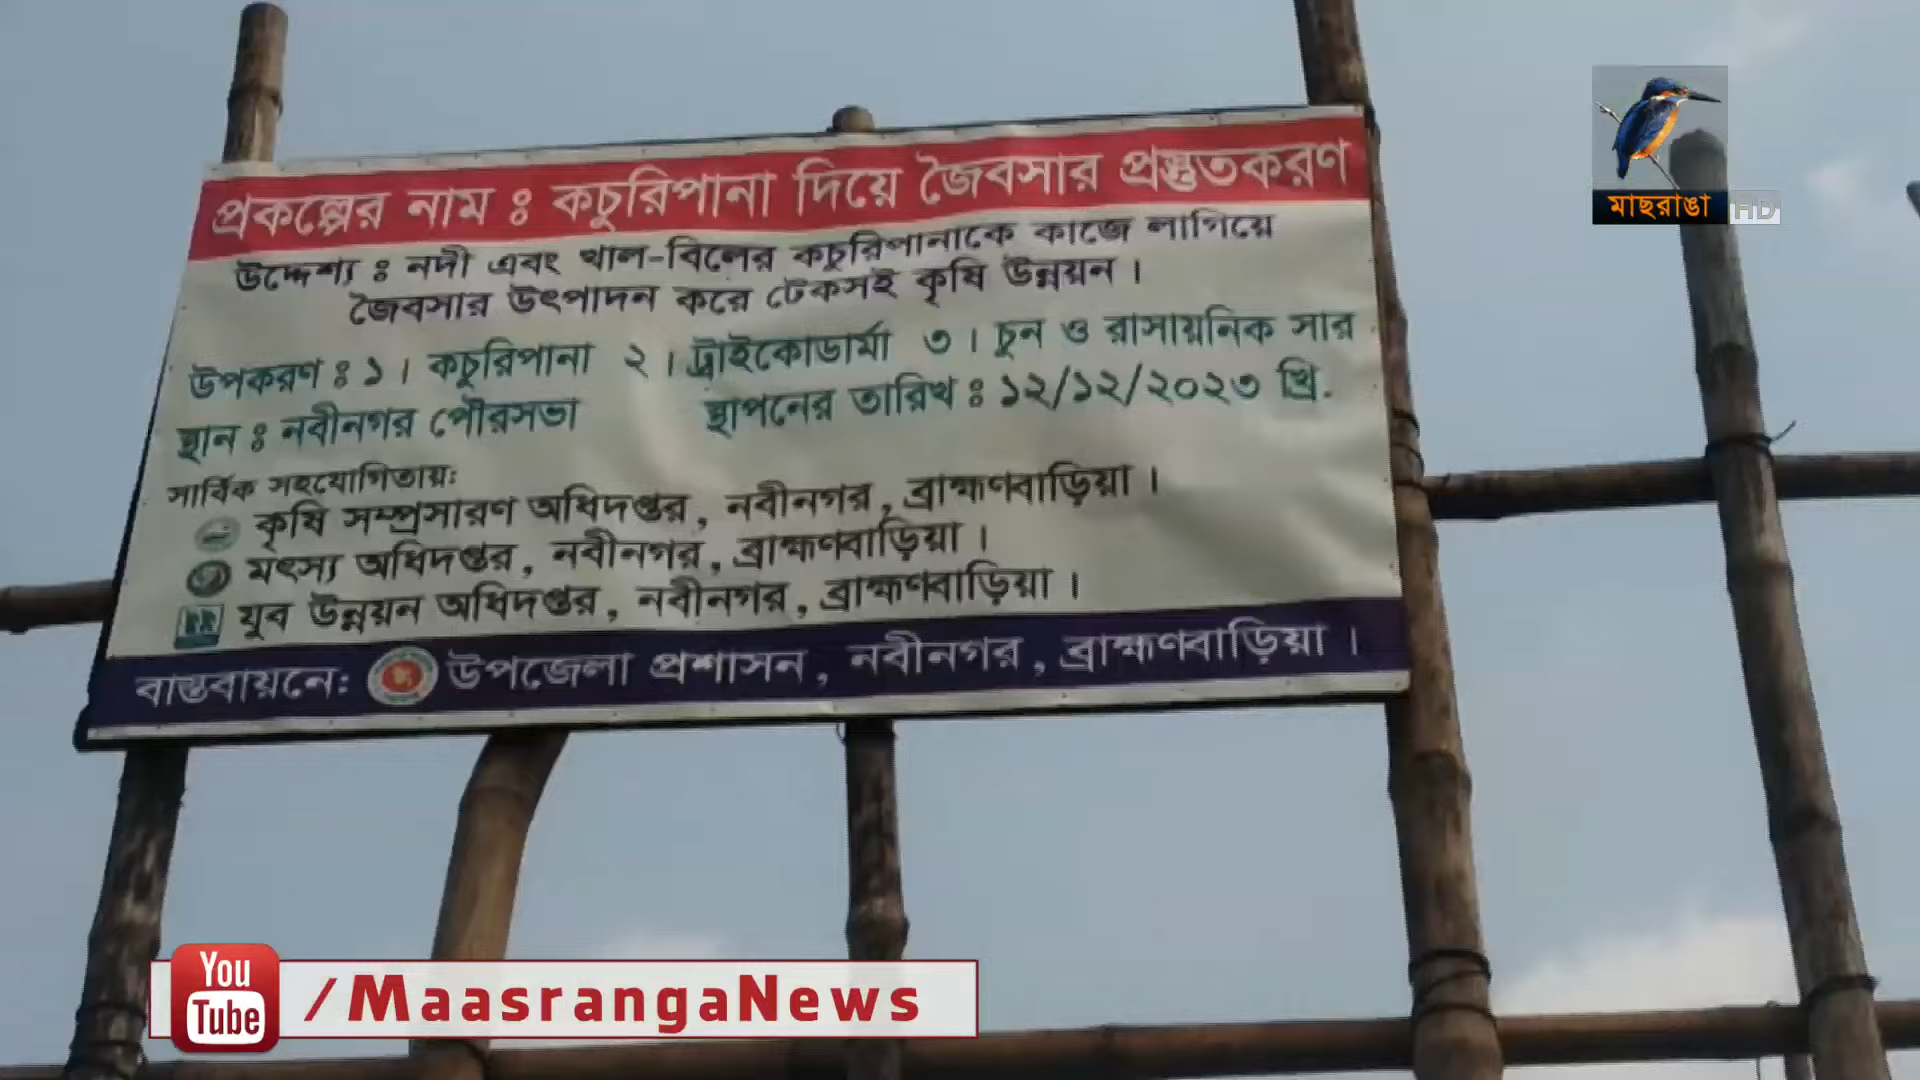 প্রকল্পের নাম ঃ কচুরিপানা দিয়ে জৈবসার প্রস্তুতকরণ
উদ্দেশ্য ঃ নদী এবং খাল-বিলের কচুরিপানাকে কাজে লাগিয়ে
জৈবসার উৎপাদন করে টেকসই কৃষি উন্নয়ন।
উপকরণ ঃ ১। কচুরিপানা ২। ট্রাইকোডার্মা ৩। চুন ও রাসায়নিক সার
স্থান ঃ নবীনগর পৌরসভা স্থাপনের তারিখ ঃ ১২/১২/২০২৩ খ্রি.
সার্বিক সহযোগিতায়ঃ
কৃষি সম্প্রসারণ অধিদপ্তর, নবীনগর, ব্রাহ্মণবাড়িয়া।
মৎস্য অধিদপ্তর, নবীনগর, ব্রাহ্মণবাড়িয়া।
যুব উন্নয়ন অধিদপ্তর, নবীনগর, ব্রাহ্মণবাড়িয়া।
বাস্তবায়নেঃ উপজেলা প্রশাসন, নবীনগর, ব্রাহ্মণবাড়িয়া।
মাছরাঙা HD
You Tube /MaasrangaNews